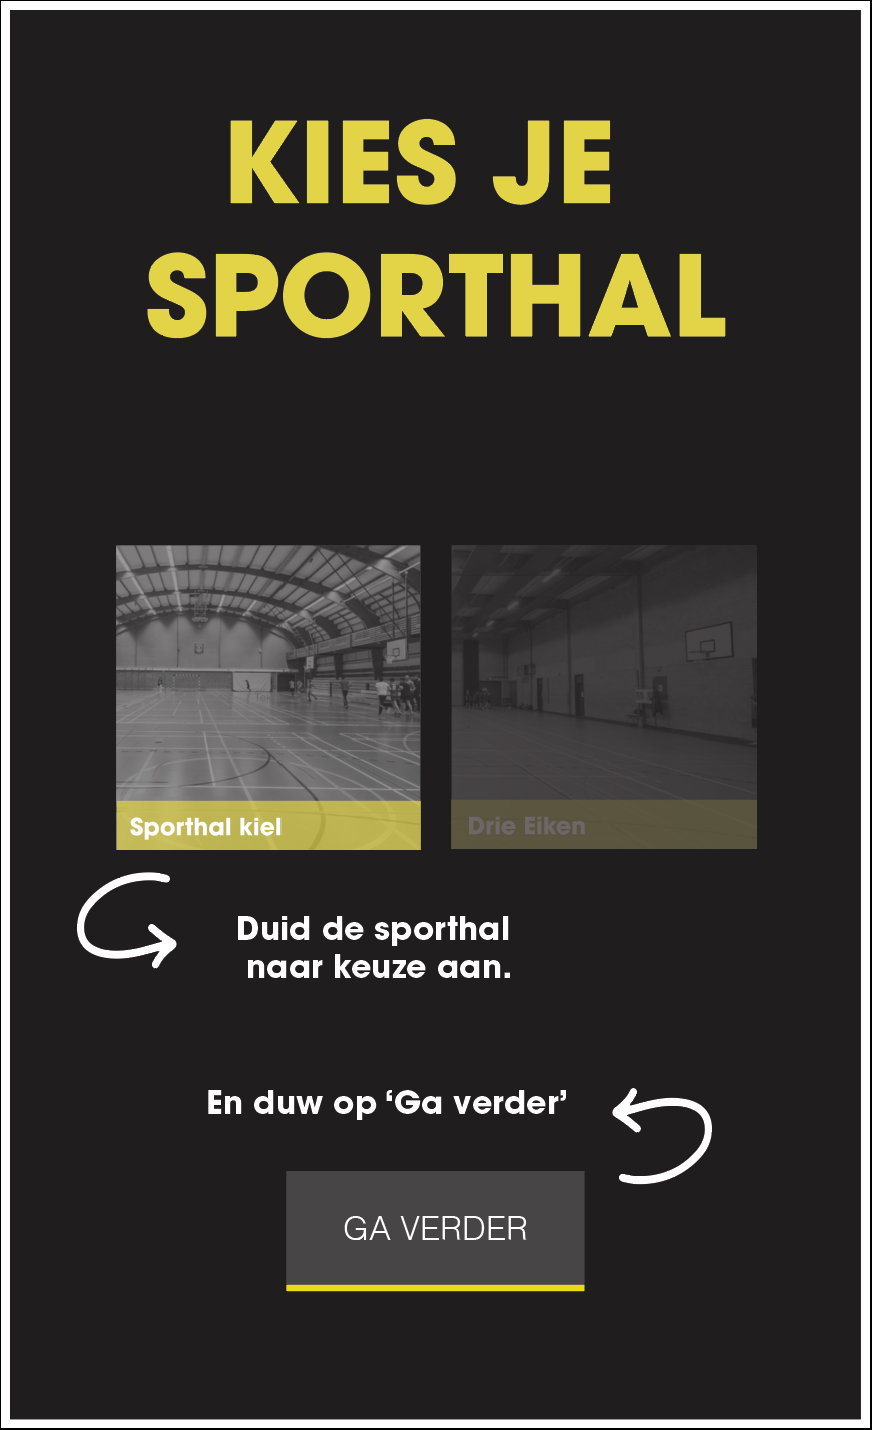 KIES JE
SPORTHAL
Sporthal kiel
Drie Eiken
Duid de sporthal
naar keuze aan.
En duw op ‘Ga verder’
GA VERDER